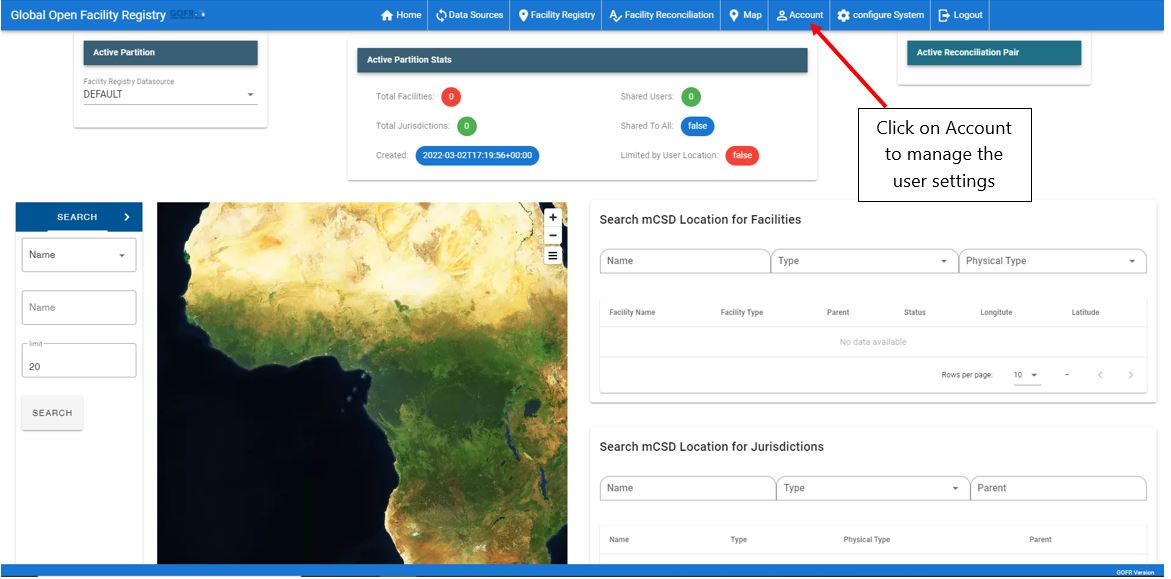 Global Open Facility Registry GOFR
Home
Data Sources
Facility Registry
Facility Reconciliation
Map
Account
configure System
Logout
Active Partition
Facility Registry Datasource
DEFAULT
Active Partition Stats
Total Facilities: 0
Shared Users: 0
Total Jurisdictions: 0
Shared To All: false
Created: 2022-03-02T17:19:56+00:00
Limited by User Location: false
Active Reconciliation Pair
Click on Account
to manage the
user settings
SEARCH
Name
Name
limit
20
SEARCH
+
−
Search mCSD Location for Facilities
Name Type Physical Type
Facility Name Facility Type Parent Status Longitute Latitude
No data available
Rows per page: 10 –
Search mCSD Location for Jurisdictions
Name Type Parent
Name Type Physical Type Parent
GOFR Version